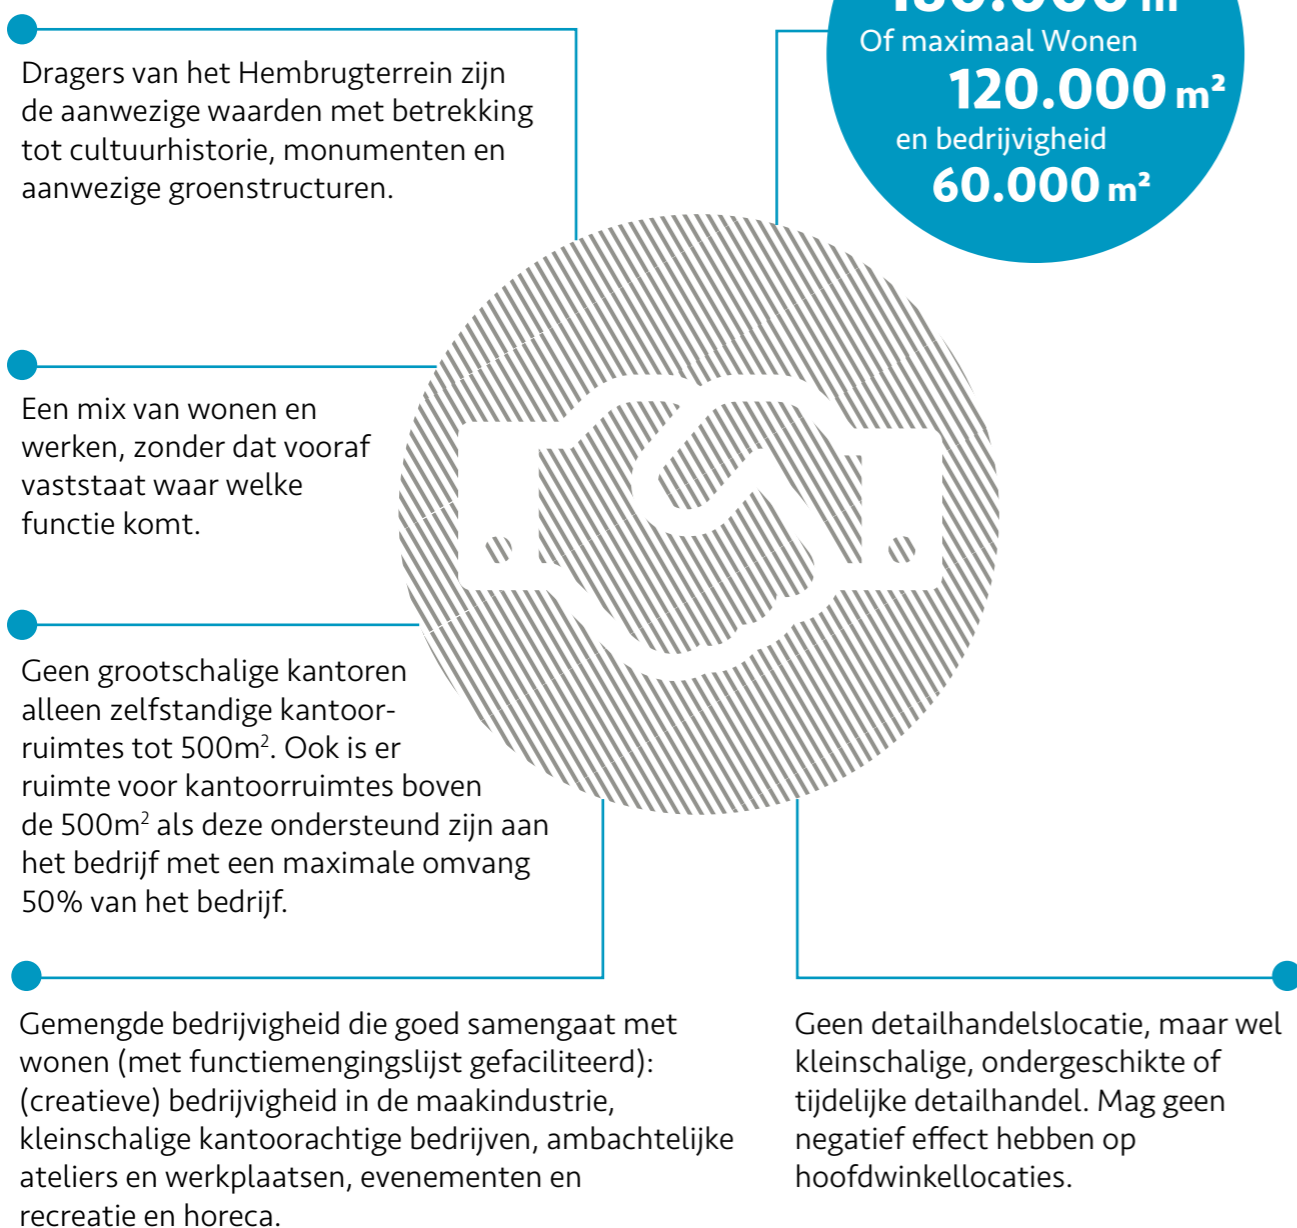 Dragers van het Hembrugterrein zijn
de aanwezige waarden met betrekking
tot cultuurhistorie, monumenten en
aanwezige groenstructuren.
Of maximaal Wonen
120.000 m²
en bedrijvigheid
60.000 m²
Een mix van wonen en
werken, zonder dat vooraf
vaststaat waar welke
functie komt.
Geen grootschalige kantoren
alleen zelfstandige kantoor-
ruimtes tot 500m². Ook is er
ruimte voor kantoorruimtes boven
de 500m² als deze ondersteund zijn aan
het bedrijf met een maximale omvang
50% van het bedrijf.
Gemengde bedrijvigheid die goed samengaat met
wonen (met functiemengingslijst gefaciliteerd):
(creatieve) bedrijvigheid in de maakindustrie,
kleinschalige kantoorachtige bedrijven, ambachtelijke
ateliers en werkplaatsen, evenementen en
recreatie en horeca.
Geen detailhandelslocatie, maar wel
kleinschalige, ondergeschikte of
tijdelijke detailhandel. Mag geen
negatief effect hebben op
hoofdwinkellocaties.